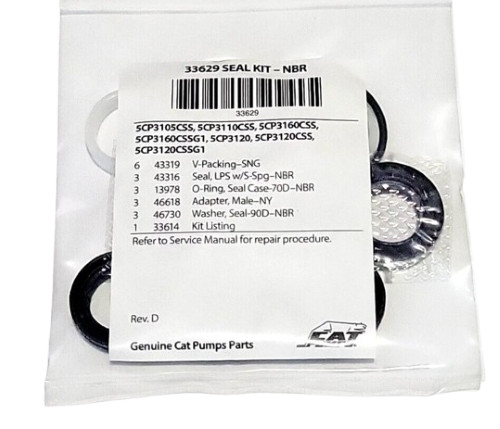 33629 SEAL KIT – NBR
33629
5CP3105CSS, 5CP3110CSS, 5CP3160CSS,
5CP3160CSSG1, 5CP3120, 5CP3120CSS,
5CP3120CSSG1
6 43319 V-Packing–SNG
3 43316 Seal, LPS w/S-Spg–NBR
3 13978 O-Ring, Seal Case-70D–NBR
3 46618 Adapter, Male–NY
3 46730 Washer, Seal-90D–NBR
1 33614 Kit Listing
Refer to Service Manual for repair procedure.
Rev. D
CAT
Genuine Cat Pumps Parts